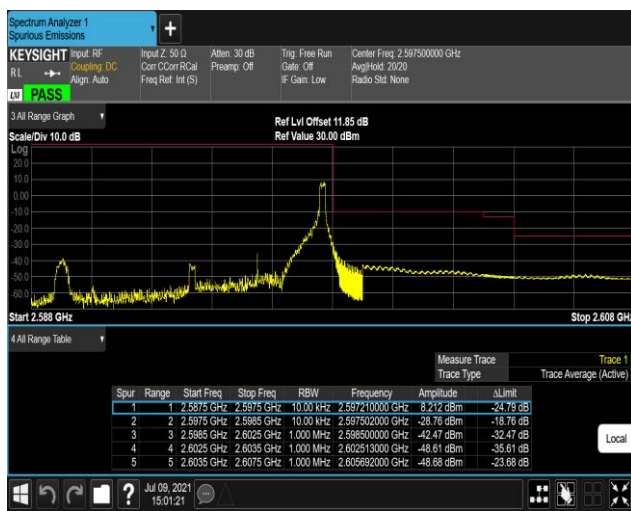 Spectrum Analyzer 1
Spurious Emissions
KEYSIGHT
RL
LXI PASS
Input: RF
Coupling: DC
Align: Auto
Input Z: 50 Ω
Corr CCorr RCal
Freq Ref: Int (S)
Atten: 30 dB
Preamp: Off
Trig: Free Run
Gate: Off
IF Gain: Low
Center Freq: 2.597500000 GHz
Avg|Hold: 20/20
Radio Std: None
3 All Range Graph
Ref Lvl Offset 11.85 dB
Scale/Div 10.0 dB
Ref Value 30.00 dBm
Log
20.0
10.0
0.00
-10.0
-20.0
-30.0
-40.0
-50.0
-60.0
Start 2.588 GHz
Stop 2.608 GHz
4 All Range Table
Measure Trace Trace 1
Trace Type Trace Average (Active)
Spur Range Start Freq Stop Freq RBW Frequency Amplitude ΔLimit
1 1 2.5875 GHz 2.5975 GHz 10.00 kHz 2.597210000 GHz 8.212 dBm -24.79 dB
2 2 2.5975 GHz 2.5985 GHz 10.00 kHz 2.597502000 GHz -28.76 dBm -18.76 dB
3 3 2.5985 GHz 2.6025 GHz 1.000 MHz 2.598500000 GHz -42.47 dBm -32.47 dB
4 4 2.6025 GHz 2.6035 GHz 1.000 MHz 2.602513000 GHz -48.61 dBm -35.61 dB
5 5 2.6035 GHz 2.6075 GHz 1.000 MHz 2.605692000 GHz -48.68 dBm -23.68 dB
Local
Jul 09, 2021
15:01:21